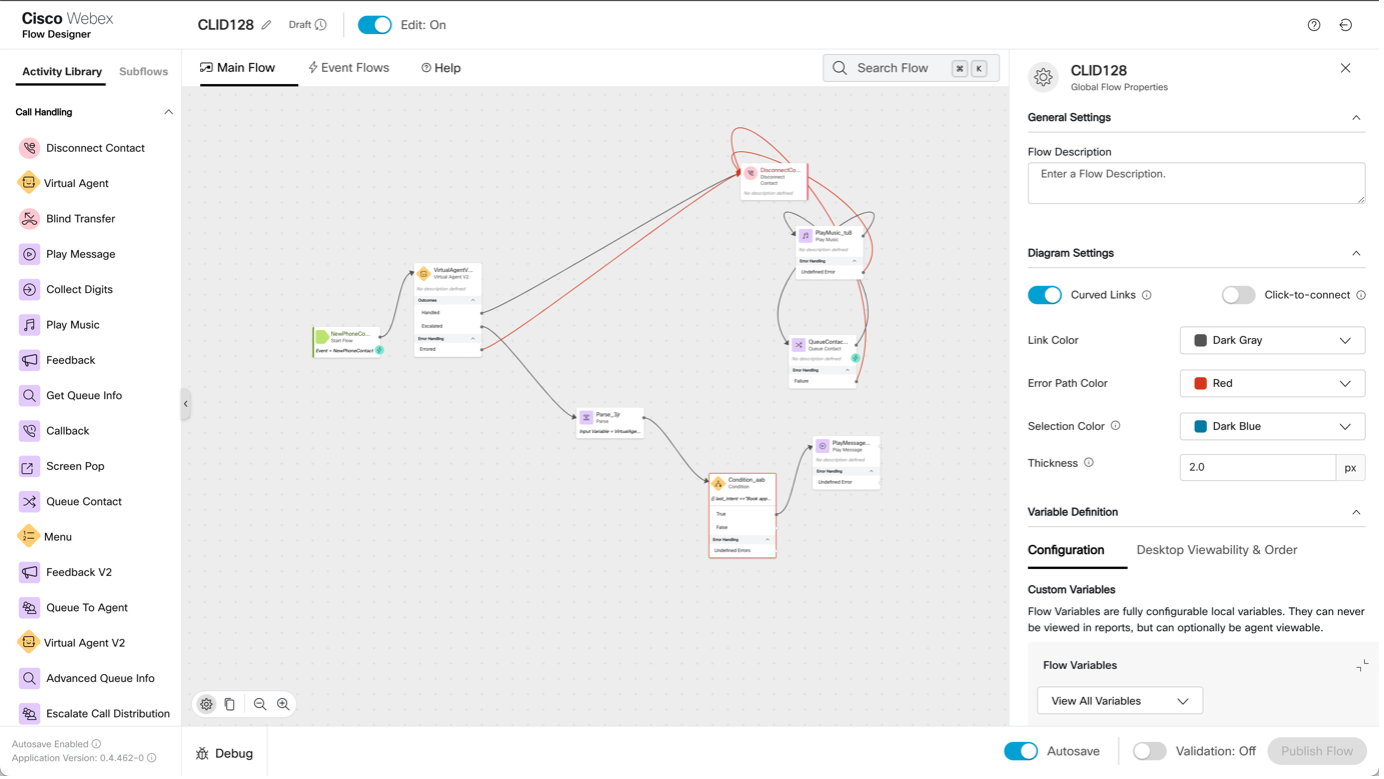 Cisco Webex
Flow Designer
CLID128
Draft
Edit: On
Activity Library
Subflows
Main Flow
Event Flows
Help
Search Flow
⌘
K
Call Handling
Disconnect Contact
Virtual Agent
Blind Transfer
Play Message
Collect Digits
Play Music
Feedback
Get Queue Info
Callback
Screen Pop
Queue Contact
Menu
Feedback V2
Queue To Agent
Virtual Agent V2
Advanced Queue Info
Escalate Call Distribution
Autosave Enabled
Application Version: 0.4.462-0
NewPhoneCo...
Start Flow
Event = NewPhoneContact
VirtualAgentV...
Virtual Agent V2
No description defined
Outcomes
Handled
Escalated
Error Handling
Errored
DisconnectCo...
Disconnect
Contact
No description defined
Play Music
No description defined
Error Handling
Undefined Error
QueueContac...
Queue Contact
No description defined
Error Handling
Failure
Parse_3jr
Parse
Input Variable = VirtualAge...
Condition_aab
Condition
{{ last_intent =="Book app...
True
False
Error Handling
Undefined Errors
PlayMessage...
Play Message
No description defined
Error Handling
Undefined Error
Debug
CLID128
Global Flow Properties
General Settings
Flow Description
Enter a Flow Description.
Diagram Settings
Curved Links
Click-to-connect
Link Color
Dark Gray
Error Path Color
Red
Selection Color
Dark Blue
Thickness
2.0
px
Variable Definition
Configuration
Desktop Viewability & Order
Custom Variables
Flow Variables are fully configurable local variables. They can never
be viewed in reports, but can optionally be agent viewable.
Flow Variables
View All Variables
Autosave
Validation: Off
Publish Flow